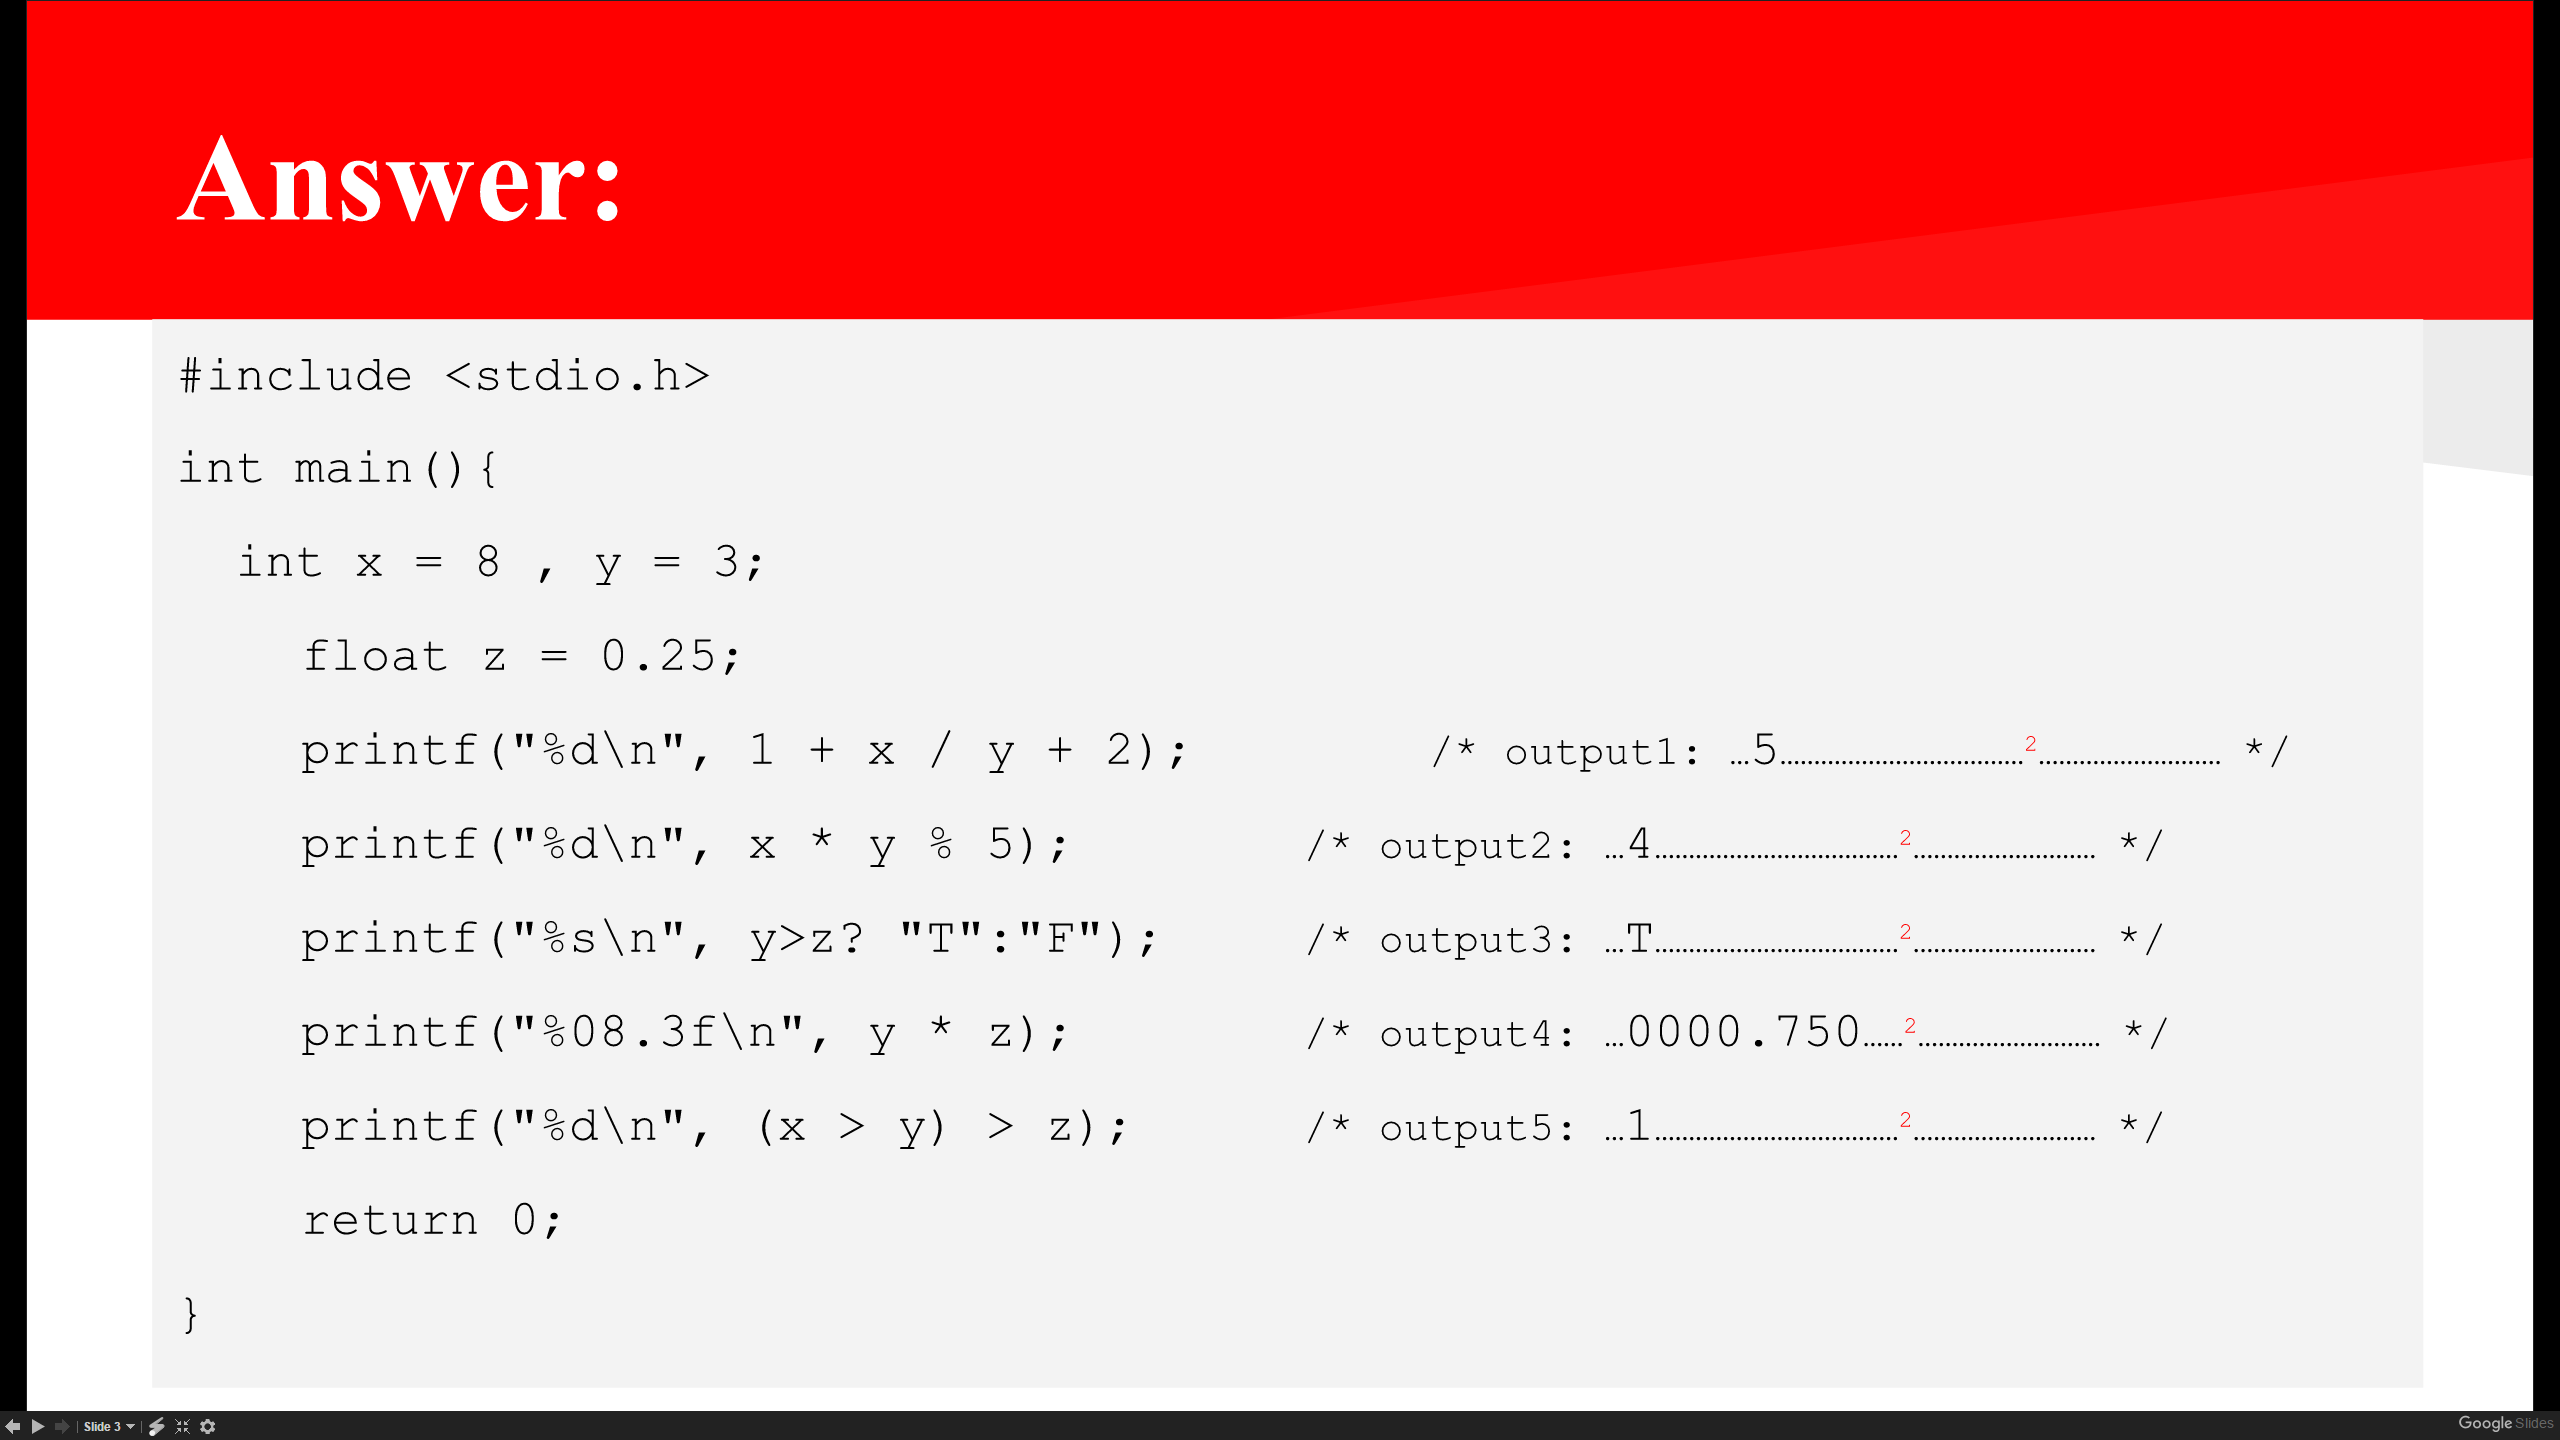 Answer:
#include <stdio.h>
int main(){
int x = 8 , y = 3;
float z = 0.25;
printf("%d\n", 1 + x / y + 2); /* output1: …5……………………………2…………………… */
printf("%d\n", x * y % 5); /* output2: …4……………………………2…………………… */
printf("%s\n", y>z? "T":"F"); /* output3: …T……………………………2…………………… */
printf("%08.3f\n", y * z); /* output4: …0000.750……2…………………… */
printf("%d\n", (x > y) > z); /* output5: …1……………………………2…………………… */
return 0;
}
Slide 3
Google Slides